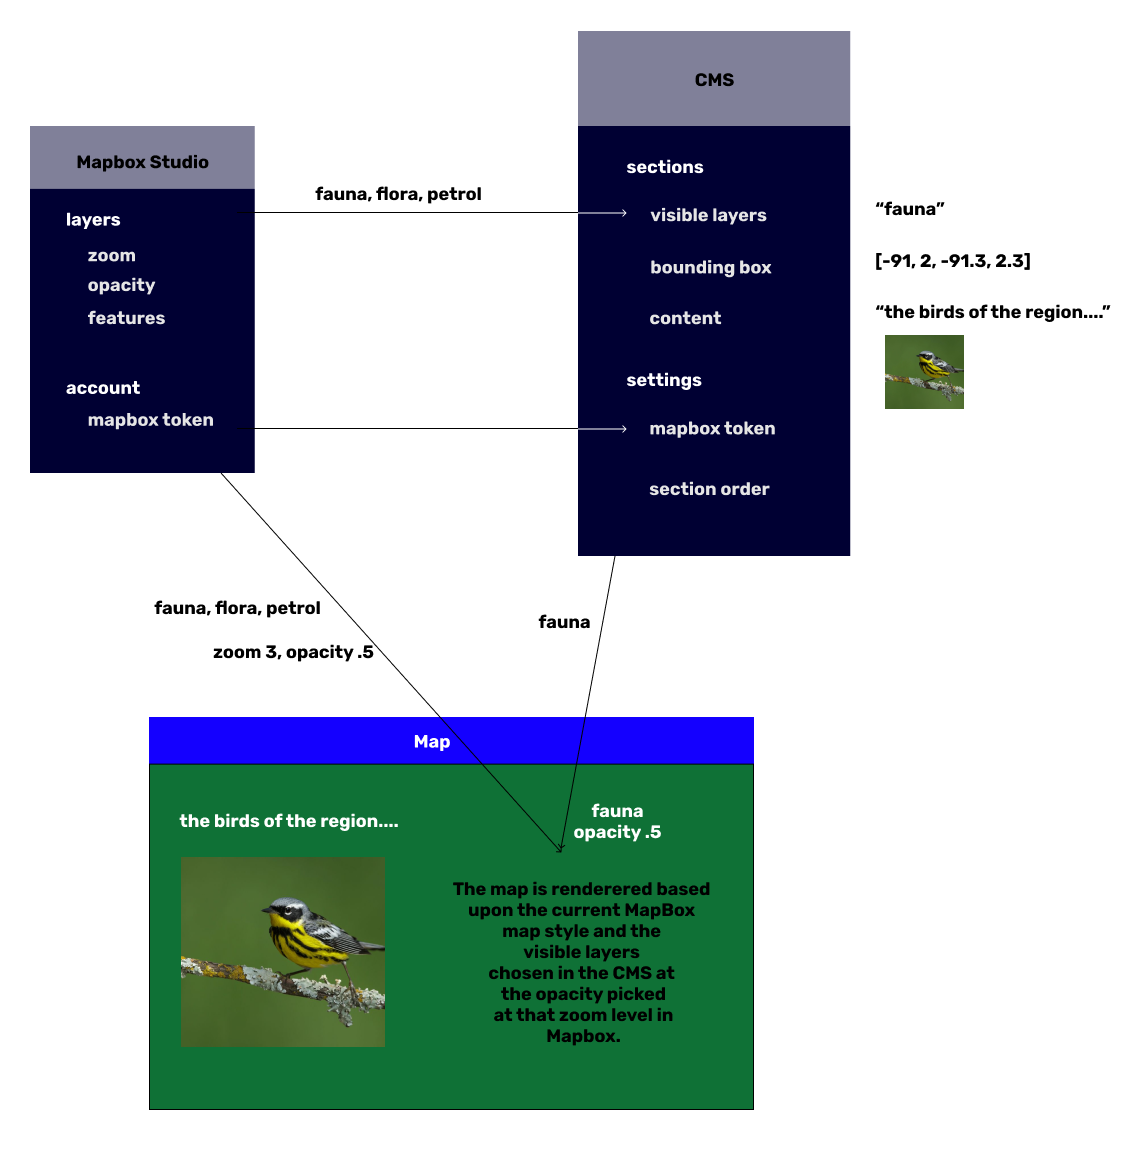 CMS
Mapbox Studio
layers
zoom
opacity
features
account
mapbox token
fauna, flora, petrol
sections
visible layers
bounding box
content
settings
mapbox token
section order
“fauna”
[-91, 2, -91.3, 2.3]
“the birds of the region....”
fauna, flora, petrol
zoom 3, opacity .5
fauna
Map
the birds of the region....
fauna
opacity .5
The map is renderered based
upon the current MapBox
map style and the
visible layers
chosen in the CMS at
the opacity picked
at that zoom level in
Mapbox.